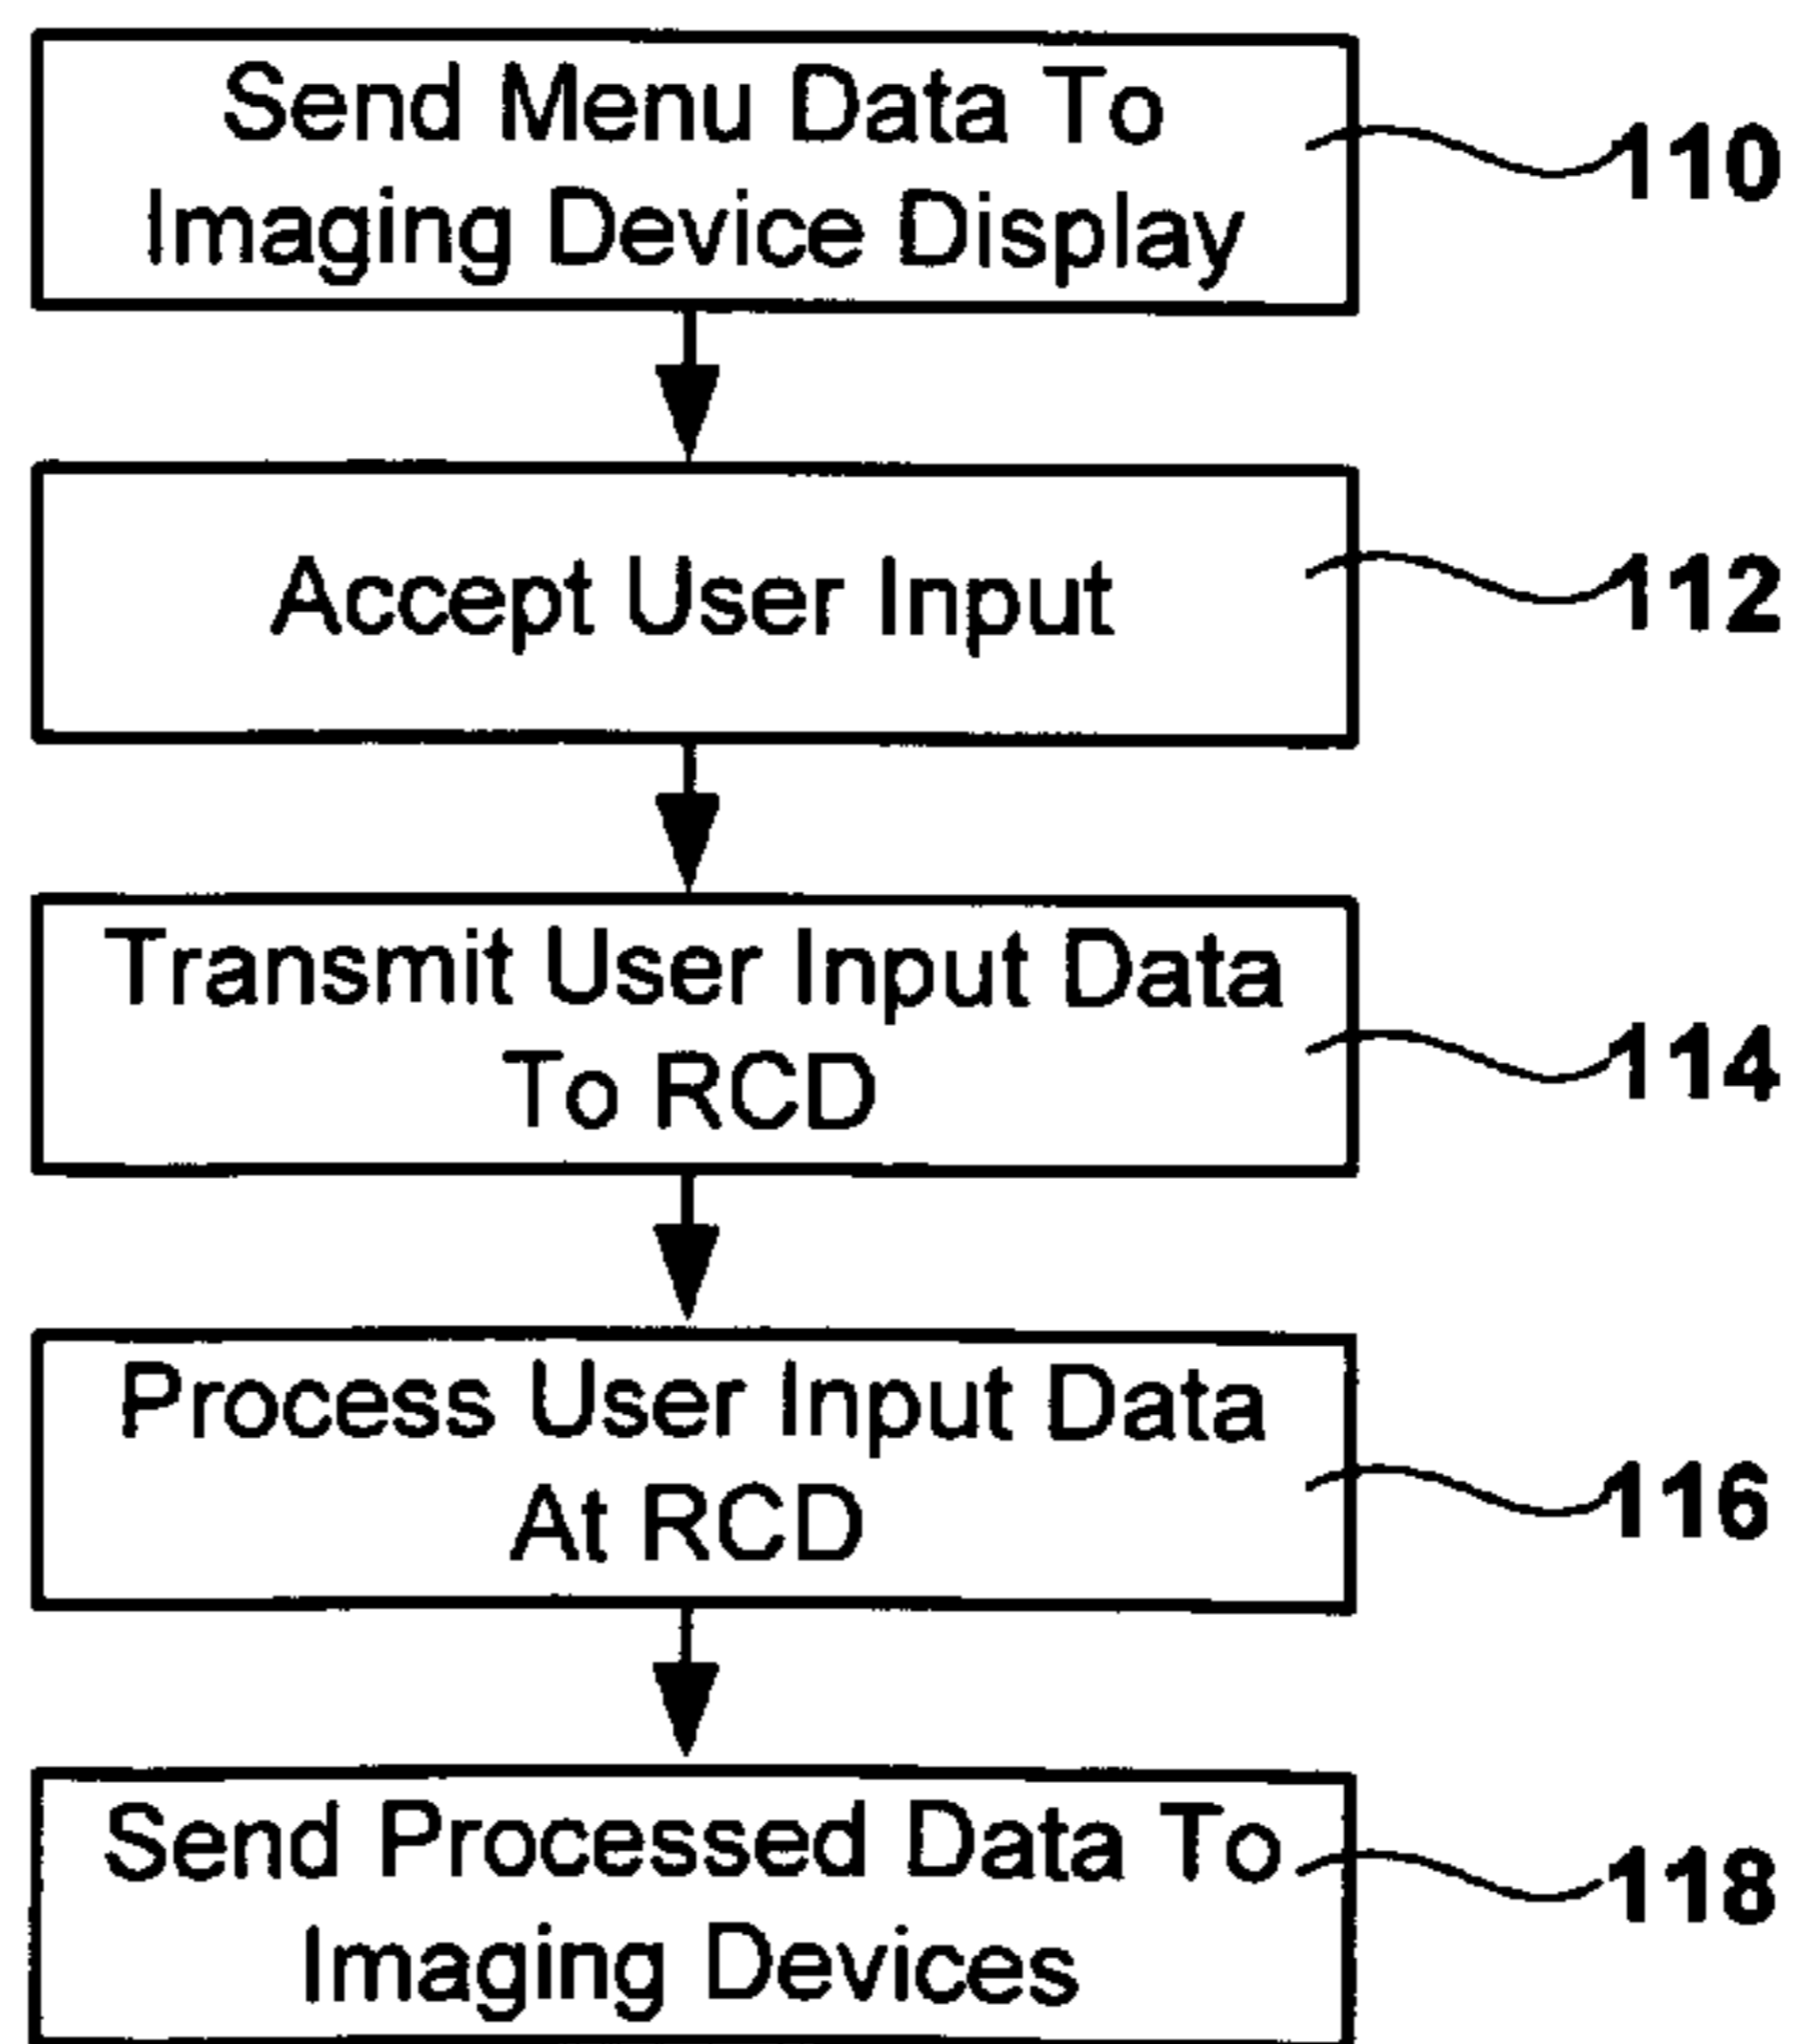 Send Menu Data To
Imaging Device Display
110
Accept User Input
112
Transmit User Input Data
To RCD
114
Process User Input Data
At RCD
116
Send Processed Data To
Imaging Devices
118